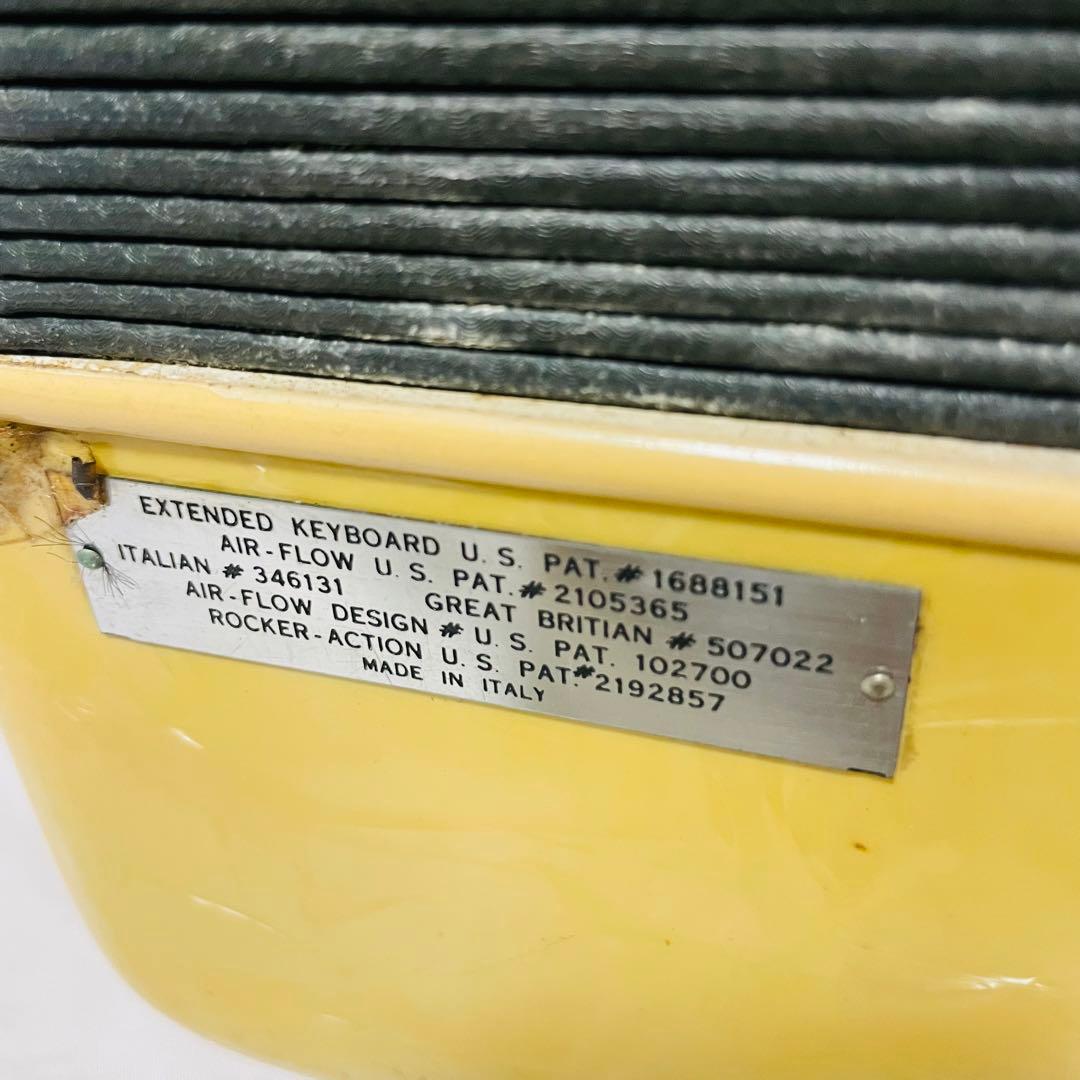 EXTENDED KEYBOARD U. S. PAT. # 1688151
AIR-FLOW U. S. PAT. # 2105365
ITALIAN # 346131 GREAT BRITIAN # 507022
AIR-FLOW DESIGN # U. S. PAT. 102700
ROCKER-ACTION U. S. PAT. # 2192857
MADE IN ITALY